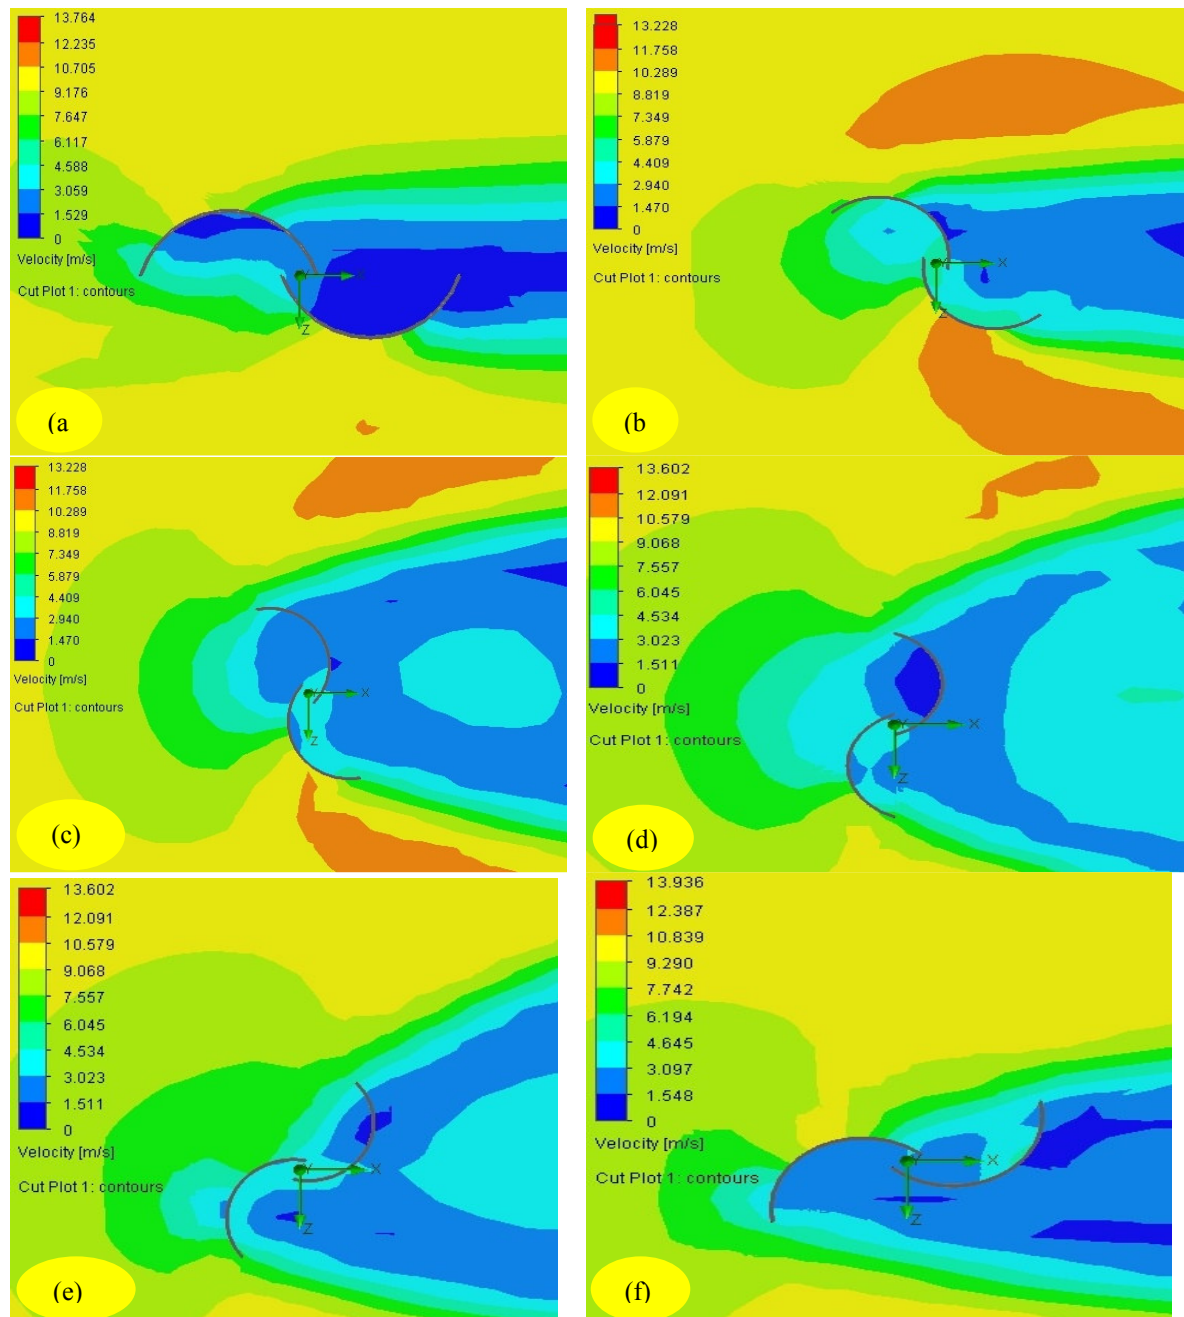 13.764
12.235
10.705
9.176
7.647
6.117
4.588
3.059
1.529
0
Velocity [m/s]
Cut Plot 1: contours
Z
(a
13.228
11.758
10.289
8.819
7.349
5.879
4.409
2.940
1.470
0
Velocity [m/s]
Cut Plot 1: contours
X
Z
(b
13.228
11.758
10.289
8.819
7.349
5.879
4.409
2.940
1.470
0
Velocity [m/s]
Cut Plot 1: contours
X
Z
(c)
13.602
12.091
10.579
9.068
7.557
6.045
4.534
3.023
1.511
0
Velocity [m/s]
Cut Plot 1: contours
Y
X
Z
(d)
13.602
12.091
10.579
9.068
7.557
6.045
4.534
3.023
1.511
0
Velocity [m/s]
Cut Plot 1: contours
Y
X
Z
(e)
13.936
12.387
10.839
9.290
7.742
6.194
4.645
3.097
1.548
0
Velocity [m/s]
Cut Plot 1: contours
Y
X
Z
(f)